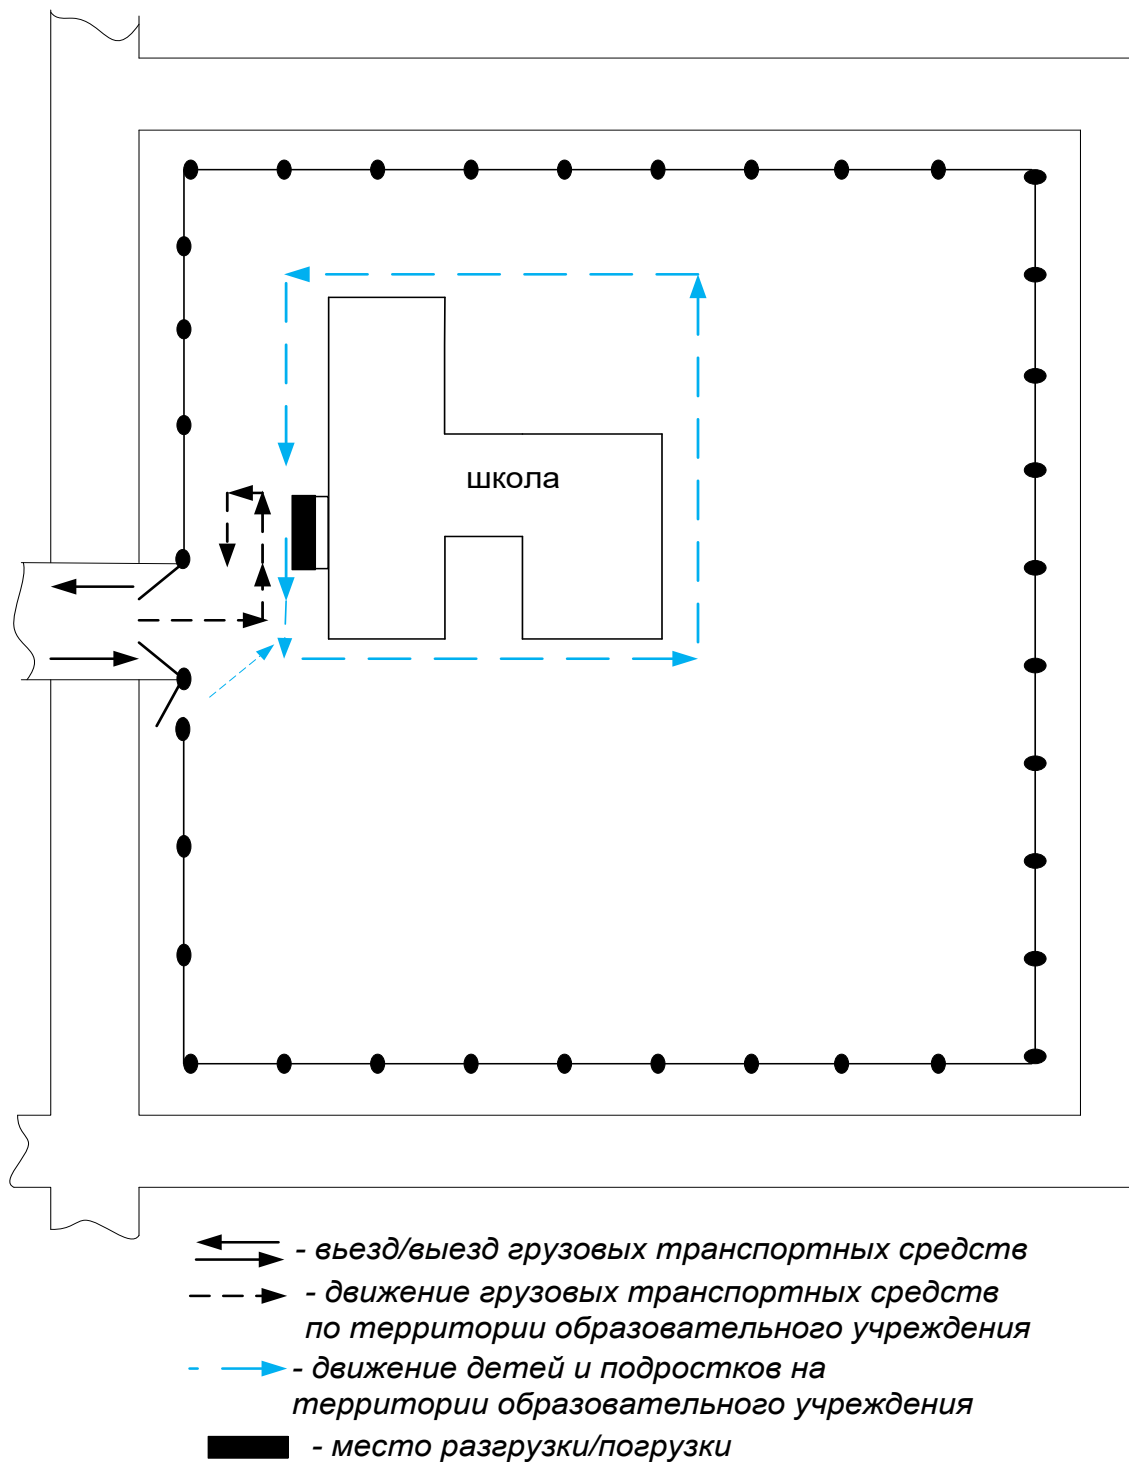 школа
- вьезд/выезд грузовых транспортных средств
- движение грузовых транспортных средств
по территории образовательного учреждения
- движение детей и подростков на
территории образовательного учреждения
- место разгрузки/погрузки